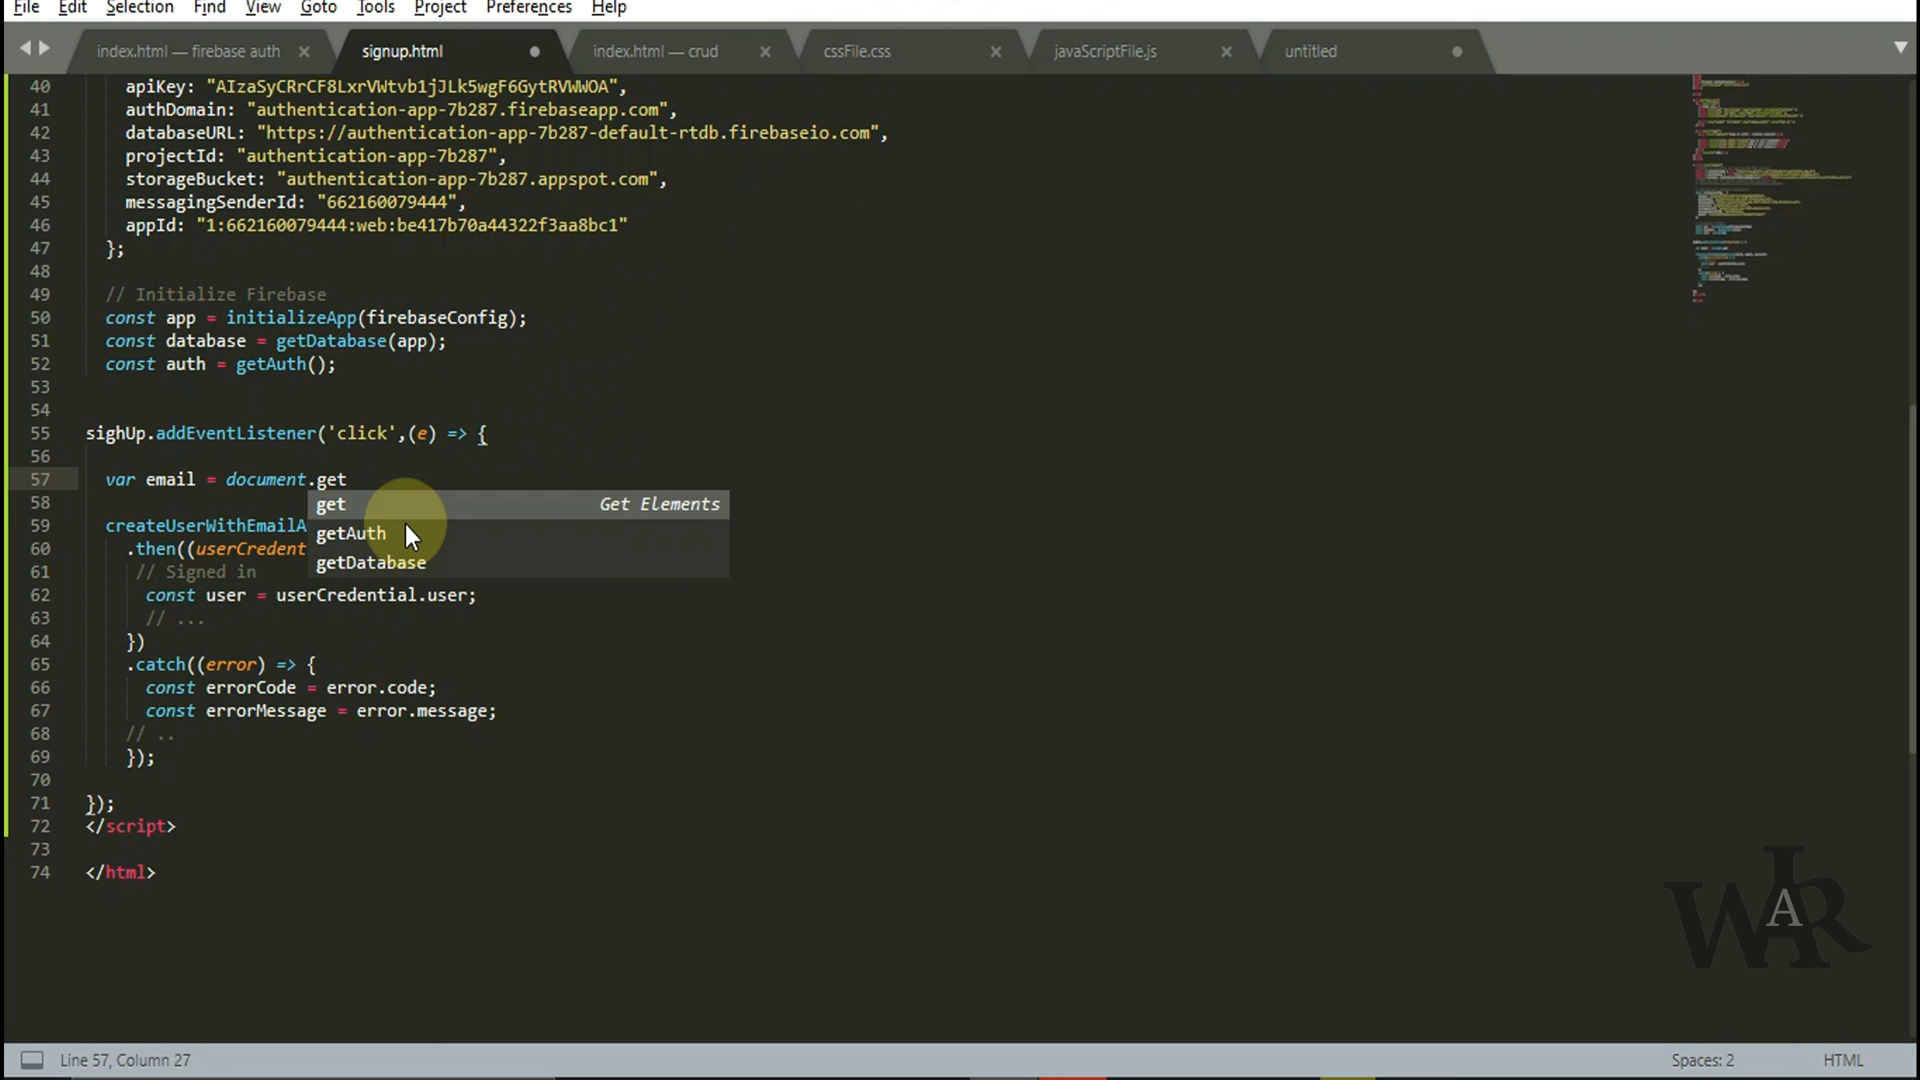 File Edit Selection Find View Goto Tools Project Preferences Help
index.html — firebase auth signup.html index.html — crud cssFile.css javaScriptFile.js untitled
40 apiKey: "AIzaSyCRrCF8LxrVWtvb1jJLk5wgF6GytRVWWOA",
41 authDomain: "authentication-app-7b287.firebaseapp.com",
42 databaseURL: "https://authentication-app-7b287-default-rtdb.firebaseio.com",
43 projectId: "authentication-app-7b287",
44 storageBucket: "authentication-app-7b287.appspot.com",
45 messagingSenderId: "662160079444",
46 appId: "1:662160079444:web:be417b70a44322f3aa8bc1"
47 };
48
49 // Initialize Firebase
50 const app = initializeApp(firebaseConfig);
51 const database = getDatabase(app);
52 const auth = getAuth();
53
54
55 sighUp.addEventListener('click',(e) => {
56
57 var email = document.get
58 get Get Elements
59 createUserWithEmailA getAuth
60 .then((userCredent getDatabase
61 // Signed in
62 const user = userCredential.user;
63 // ...
64 })
65 .catch((error) => {
66 const errorCode = error.code;
67 const errorMessage = error.message;
68 // ..
69 });
70
71 });
72 </script>
73
74 </html>
WAR
Line 57, Column 27 Spaces: 2 HTML